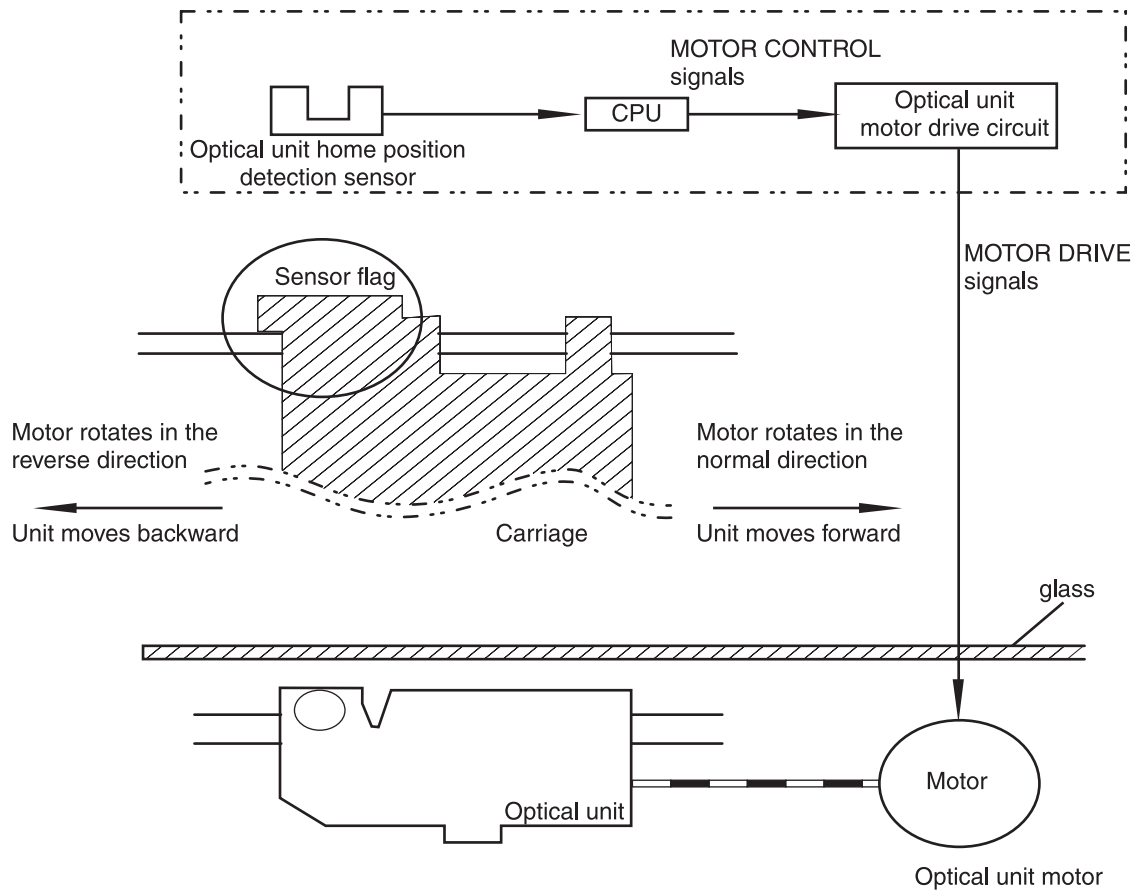 MOTOR CONTROL
signals
CPU
Optical unit
motor drive circuit
Optical unit home position
detection sensor
MOTOR DRIVE
signals
Sensor flag
Motor rotates in the
reverse direction
Motor rotates in the
normal direction
Unit moves backward
Carriage
Unit moves forward
glass
Motor
Optical unit
Optical unit motor